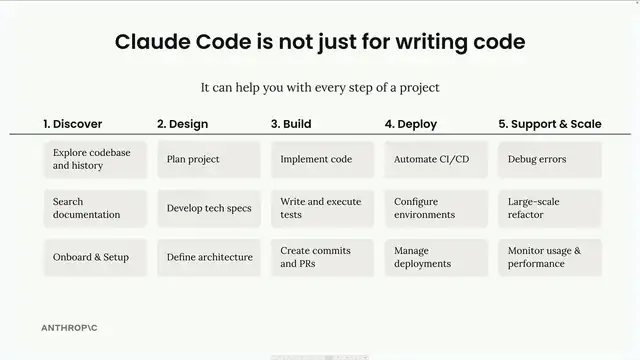 Claude Code is not just for writing code
It can help you with every step of a project
1. Discover
2. Design
3. Build
4. Deploy
5. Support & Scale
Explore codebase
and history
Plan project
Implement code
Automate CI/CD
Debug errors
Search
documentation
Develop tech specs
Write and execute
tests
Configure
environments
Large-scale
refactor
Onboard & Setup
Define architecture
Create commits
and PRs
Manage
deployments
Monitor usage &
performance
ANTHROP\C